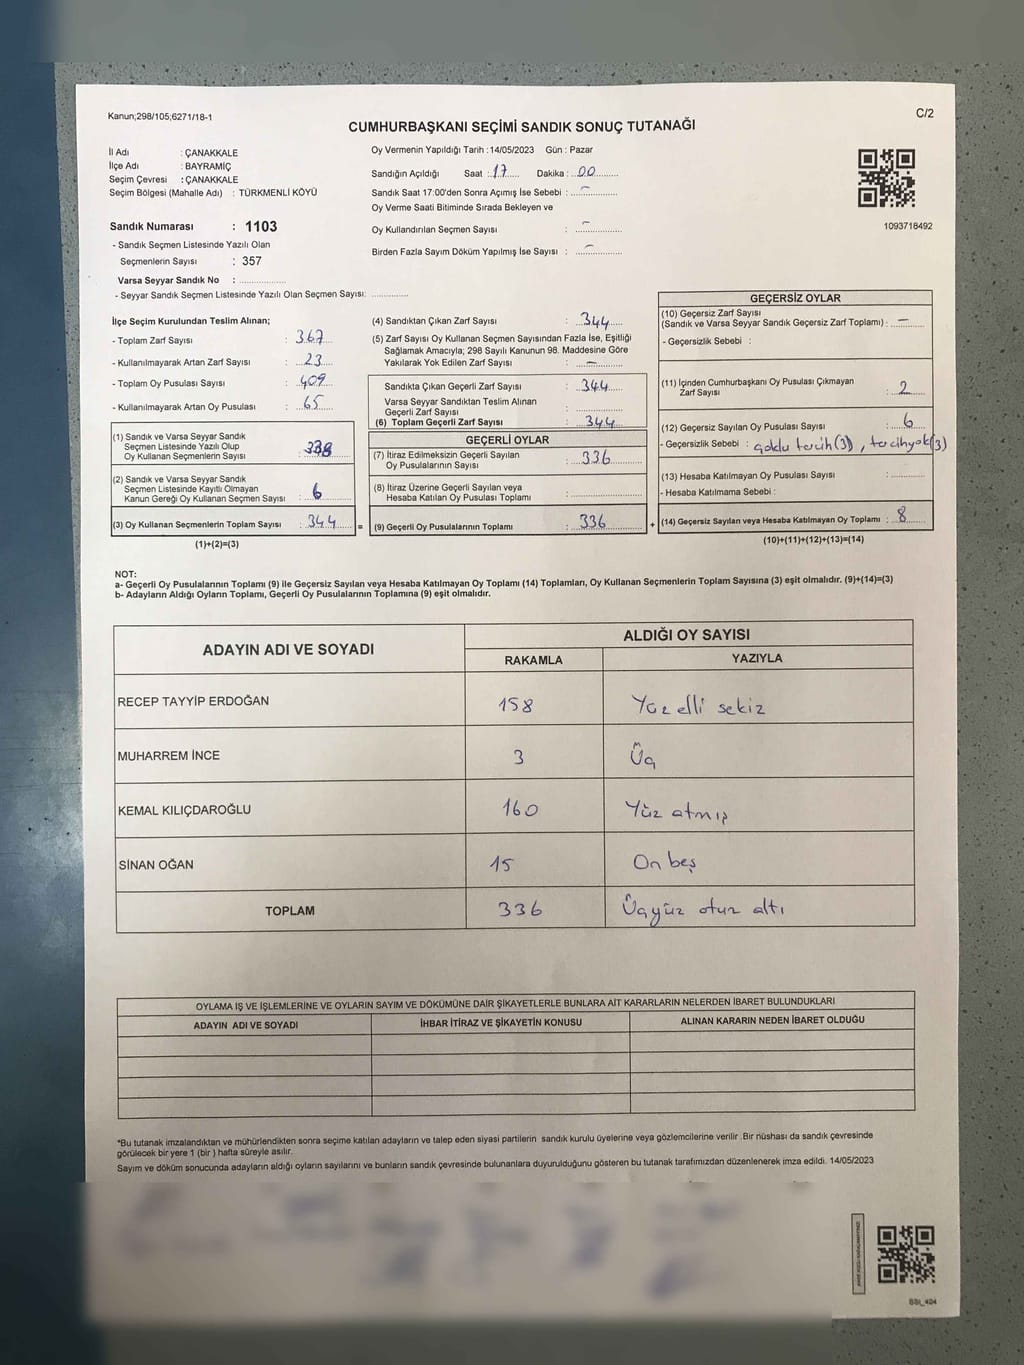 Kanun;298/105;6271/18-1
C/2
CUMHURBAŞKANI SEÇİMİ SANDIK SONUÇ TUTANAĞI
İl Adı : ÇANAKKALE
İlçe Adı : BAYRAMİÇ
Seçim Çevresi : ÇANAKKALE
Seçim Bölgesi (Mahalle Adı) : TÜRKMENLİ KÖYÜ
Sandık Numarası : 1103
- Sandık Seçmen Listesinde Yazılı Olan
Seçmenlerin Sayısı : 357
Varsa Seyyar Sandık No : ..................
- Seyyar Sandık Seçmen Listesinde Yazılı Olan Seçmen Sayısı: .............
Oy Vermenin Yapıldığı Tarih : 14/05/2023 Gün : Pazar
Sandığın Açıldığı Saat : 17 Dakika : 00
Sandık Saat 17:00'den Sonra Açımış İse Sebebi : –
Oy Verme Saati Bitiminde Sırada Bekleyen ve
Oy Kullandırılan Seçmen Sayısı : –
Birden Fazla Sayım Döküm Yapılmış İse Sayısı : –
1093718492
İlçe Seçim Kurulundan Teslim Alınan;
- Toplam Zarf Sayısı : 367
- Kullanılmayarak Artan Zarf Sayısı : 23
- Toplam Oy Pusulası Sayısı : 409
- Kullanılmayarak Artan Oy Pusulası : 65
(1) Sandık ve Varsa Seyyar Sandık
Seçmen Listesinde Yazılı Olup
Oy Kullanan Seçmenlerin Sayısı : 338
(2) Sandık ve Varsa Seyyar Sandık
Seçmen Listesinde Kayıtlı Olmayan
Kanun Gereği Oy Kullanan Seçmen Sayısı : 6
(3) Oy Kullanan Seçmenlerin Toplam Sayısı : 344 =
(1)+(2)=(3)
(4) Sandıktan Çıkan Zarf Sayısı : 344
(5) Zarf Sayısı Oy Kullanan Seçmen Sayısından Fazla İse, Eşitliği
Sağlamak Amacıyla; 298 Sayılı Kanunun 98. Maddesine Göre
Yakılarak Yok Edilen Zarf Sayısı : –
Sandıkta Çıkan Geçerli Zarf Sayısı : 344
Varsa Seyyar Sandıktan Teslim Alınan
Geçerli Zarf Sayısı : ..................
(6) Toplam Geçerli Zarf Sayısı : 344
GEÇERLİ OYLAR
(7) İtiraz Edilmeksizin Geçerli Sayılan
Oy Pusulalarının Sayısı : 336
(8) İtiraz Üzerine Geçerli Sayılan veya
Hesaba Katılan Oy Pusulası Toplamı : ..................
(9) Geçerli Oy Pusulalarının Toplamı : 336 +
GEÇERSİZ OYLAR
(10) Geçersiz Zarf Sayısı
(Sandık ve Varsa Seyyar Sandık Geçersiz Zarf Toplamı) : –
- Geçersizlik Sebebi :
(11) İçinden Cumhurbaşkanı Oy Pusulası Çıkmayan
Zarf Sayısı : 2
(12) Geçersiz Sayılan Oy Pusulası Sayısı : 6
- Geçersizlik Sebebi : çoklu tercih(3), tercihyok(3)
(13) Hesaba Katılmayan Oy Pusulası Sayısı : ..........
- Hesaba Katılmama Sebebi :
(14) Geçersiz Sayılan veya Hesaba Katılmayan Oy Toplamı : 8
(10)+(11)+(12)+(13)=(14)
NOT:
a- Geçerli Oy Pusulalarının Toplamı (9) ile Geçersiz Sayılan veya Hesaba Katılmayan Oy Toplamı (14) Toplamları, Oy Kullanan Seçmenlerin Toplam Sayısına (3) eşit olmalıdır. (9)+(14)=(3)
b- Adayların Aldığı Oyların Toplamı, Geçerli Oy Pusulalarının Toplamına (9) eşit olmalıdır.
ADAYIN ADI VE SOYADI
ALDIĞI OY SAYISI
RAKAMLA YAZIYLA
RECEP TAYYİP ERDOĞAN 158 Yüz elli sekiz
MUHARREM İNCE 3 Üç
KEMAL KILIÇDAROĞLU 160 Yüz atmış
SİNAN OĞAN 15 On beş
TOPLAM 336 Üçyüz otuz altı
OYLAMA İŞ VE İŞLEMLERİNE VE OYLARIN SAYIM VE DÖKÜMÜNE DAİR ŞİKAYETLERLE BUNLARA AİT KARARLARIN NELERDEN İBARET BULUNDUKLARI
ADAYIN ADI VE SOYADI İHBAR İTİRAZ VE ŞİKAYETİN KONUSU ALINAN KARARIN NEDEN İBARET OLDUĞU
*Bu tutanak imzalandıktan ve mühürlendikten sonra seçime katılan adayların ve talep eden siyasi partilerin sandık kurulu üyelerine veya gözlemcilerine verilir .Bir nüshası da sandık çevresinde
görülecek bir yere 1 (bir ) hafta süreyle asılır.
Sayım ve döküm sonucunda adayların aldığı oyların sayılarını ve bunların sandık çevresinde bulunanlara duyurulduğunu gösteren bu tutanak tarafımızdan düzenlenerek imza edildi. 14/05/2023